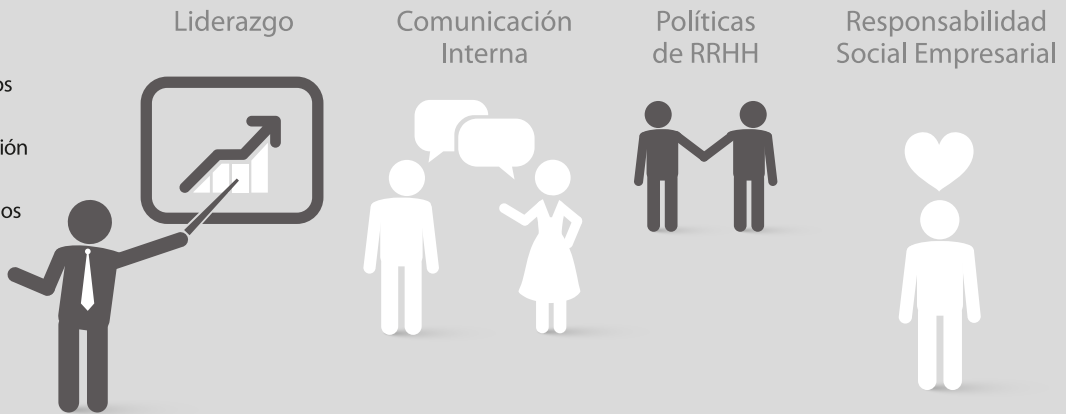 Liderazgo
Comunicación
Interna
Políticas
de RRHH
Responsabilidad
Social Empresarial